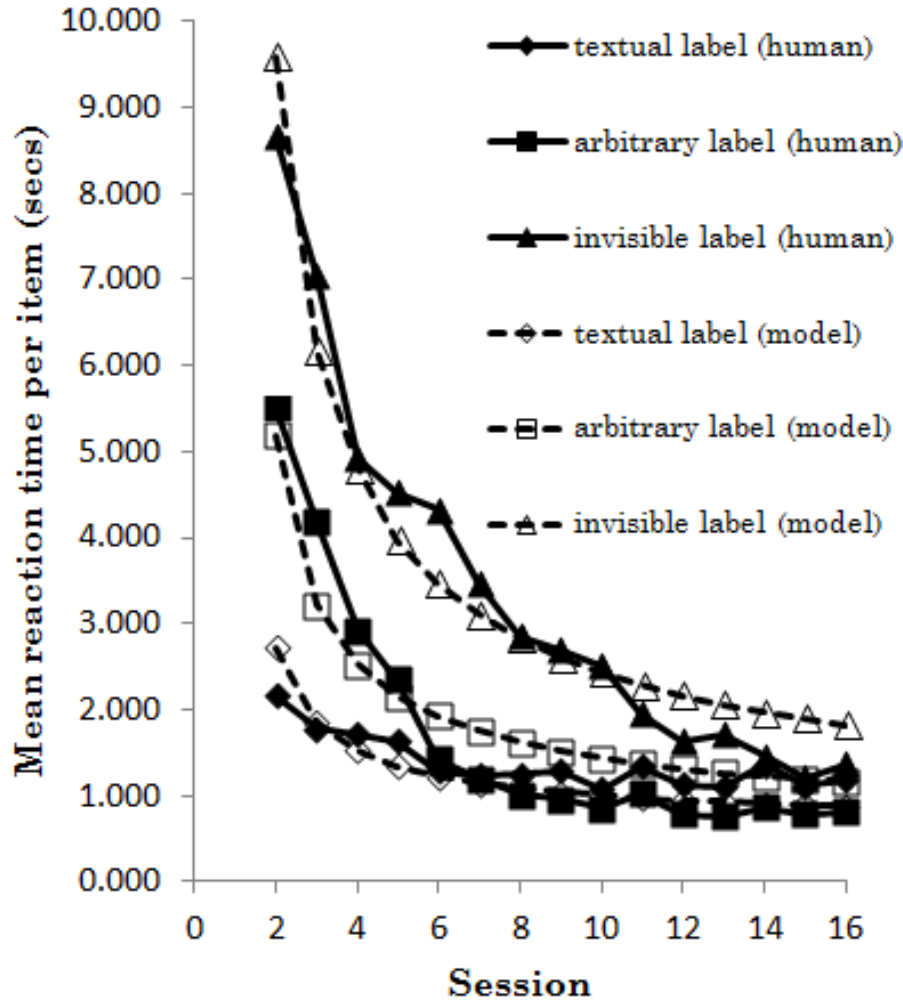 10.000
9.000
8.000
7.000
6.000
5.000
4.000
3.000
2.000
1.000
0.000
Mean reaction time per item (secs)
textual label (human)
arbitrary label (human)
invisible label (human)
textual label (model)
arbitrary label (model)
invisible label (model)
0 2 4 6 8 10 12 14 16
Session